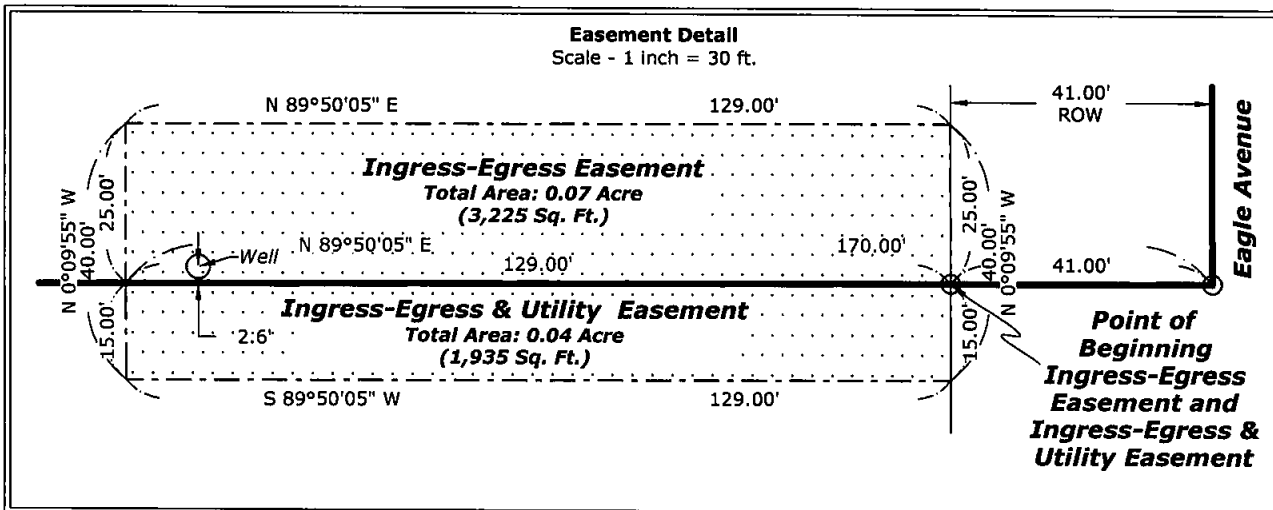 Easement Detail
Scale - 1 inch = 30 ft.
N 89°50'05" E
129.00'
41.00'
ROW
Eagle Avenue
Ingress-Egress Easement
Total Area: 0.07 Acre
(3,225 Sq. Ft.)
N 0°09'55" W
40.00'
25.00'
15.00'
Well
N 89°50'05" E
129.00'
170.00'
25.00'
40.00'
15.00'
N 0°09'55" W
41.00'
Ingress-Egress & Utility Easement
Total Area: 0.04 Acre
(1,935 Sq. Ft.)
2.6'
S 89°50'05" W
129.00'
Point of
Beginning
Ingress-Egress
Easement and
Ingress-Egress &
Utility Easement